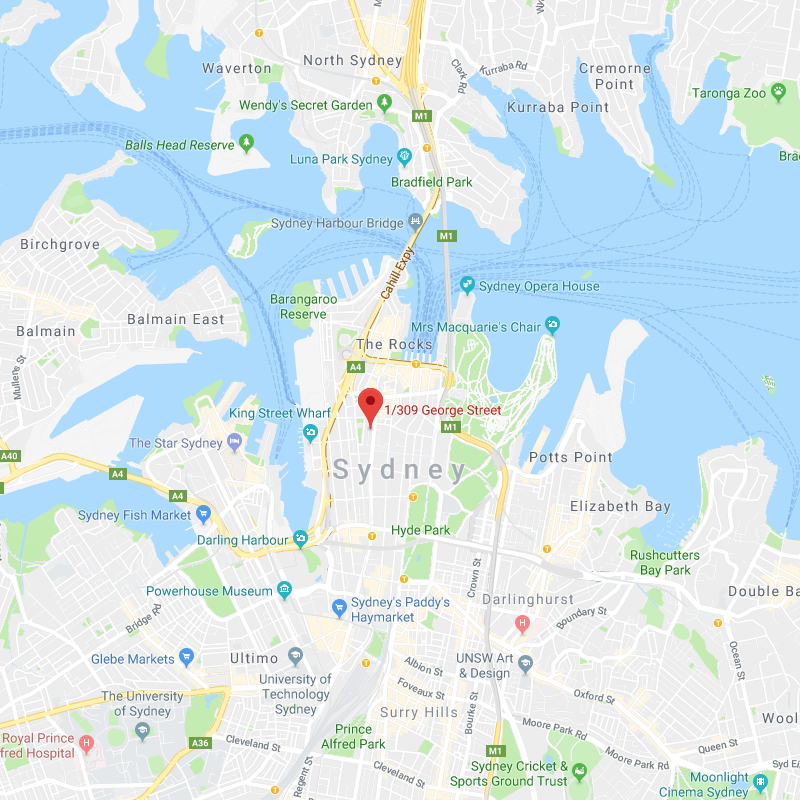 North Sydney
Waverton
Clark Rd
Kurraba Rd
Cremorne
Point
Taronga Zoo
Wendy's Secret Garden
Kurraba Point
M1
Balls Head Reserve
Luna Park Sydney
Bradfield Park
Sydney Harbour Bridge
M1
Birchgrove
Cahill Expy
Sydney Opera House
Barangaroo
Reserve
Balmain East
Balmain
Mrs Macquarie's Chair
The Rocks
Mullens St
A4
King Street Wharf
1/309 George Street
M1
The Star Sydney
A40
Potts Point
Sydney
A4
A4
Elizabeth Bay
Sydney Fish Market
Hyde Park
Darling Harbour
Rushcutters
Bay Park
Crown St
Powerhouse Museum
Double Ba
Darlinghurst
Sydney's Paddy's
Haymarket
Bridge Rd
Boundary St
Glebe Markets
Ultimo
UNSW Art
& Design
Albion St
Ocean St
University of
Technology
Sydney
Foveaux St
The University
of Sydney
Oxford St
Bourke St
Surry Hills
Wool
Moore Park Rd
Royal Prince
lfred Hospital
A36
Cleveland St
Prince
Alfred Park
Queen St
M1
Moore Park Rd
Syd Ei
Sydney Cricket &
Sports Ground Trust
Cleveland St
Regent St
Moonlight
Cinema Sydney